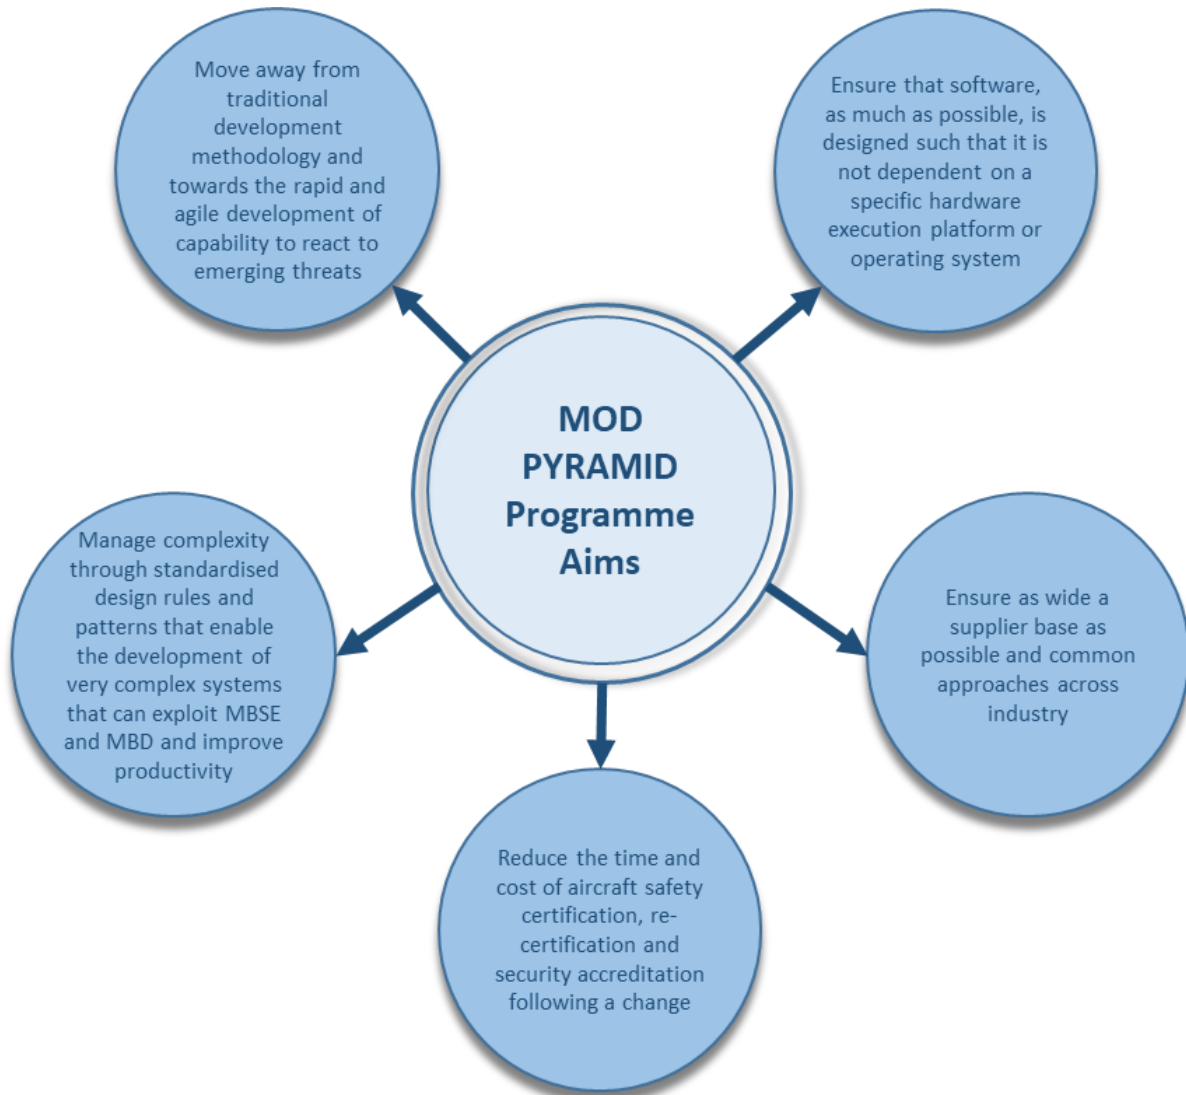 Move away from
traditional
development
methodology and
towards the rapid and
agile development of
capability to react to
emerging threats
Ensure that software,
as much as possible, is
designed such that it is
not dependent on a
specific hardware
execution platform or
operating system
MOD
PYRAMID
Programme
Aims
Manage complexity
through standardised
design rules and
patterns that enable
the development of
very complex systems
that can exploit MBSE
and MBD and improve
productivity
Ensure as wide a
supplier base as
possible and common
approaches across
industry
Reduce the time and
cost of aircraft safety
certification, re-
certification and
security accreditation
following a change